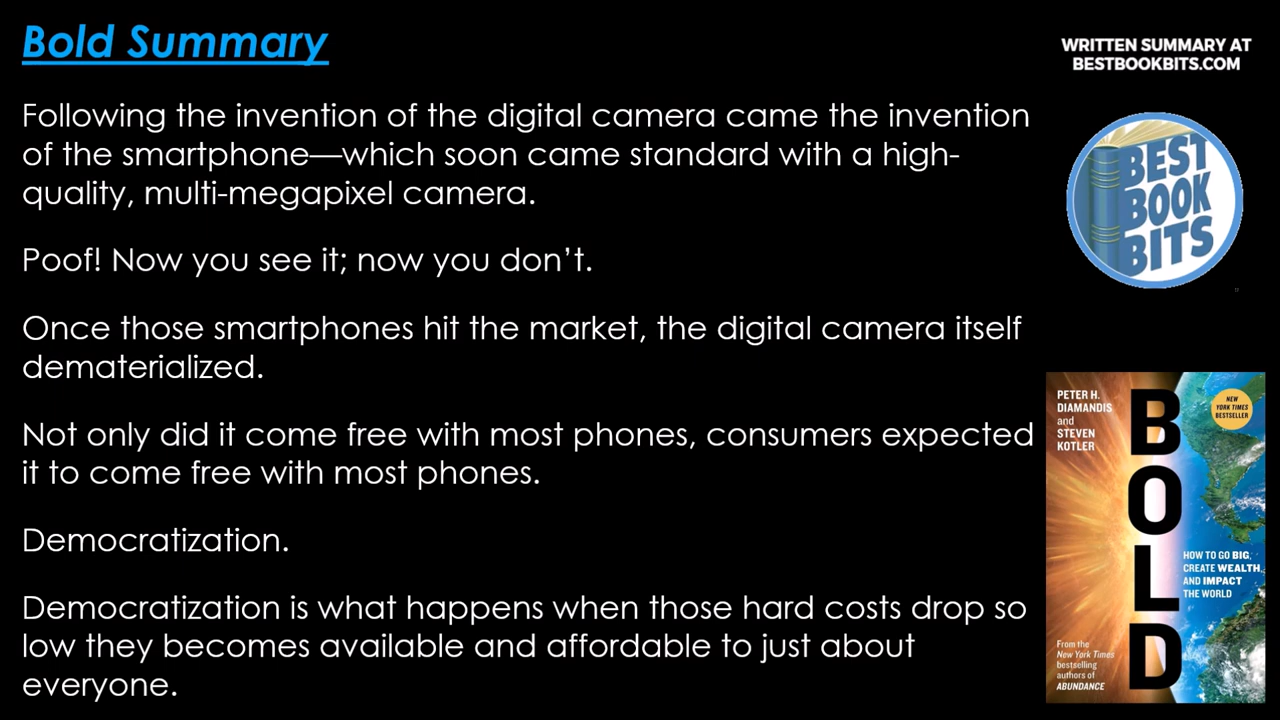 Bold Summary
WRITTEN SUMMARY AT
BESTBOOKBITS.COM
Following the invention of the digital camera came the invention
of the smartphone—which soon came standard with a high-
quality, multi-megapixel camera.
Poof! Now you see it; now you don’t.
Once those smartphones hit the market, the digital camera itself
dematerialized.
Not only did it come free with most phones, consumers expected
it to come free with most phones.
Democratization.
Democratization is what happens when those hard costs drop so
low they becomes available and affordable to just about
everyone.
BEST
BOOK
BITS
PETER H.
DIAMANDIS
and
STEVEN
KOTLER
NEW
YORK TIMES
BESTSELLER
B
O
L
D
HOW TO GO BIG,
CREATE WEALTH,
AND IMPACT
THE WORLD
From the
New York Times
bestselling
authors of
ABUNDANCE